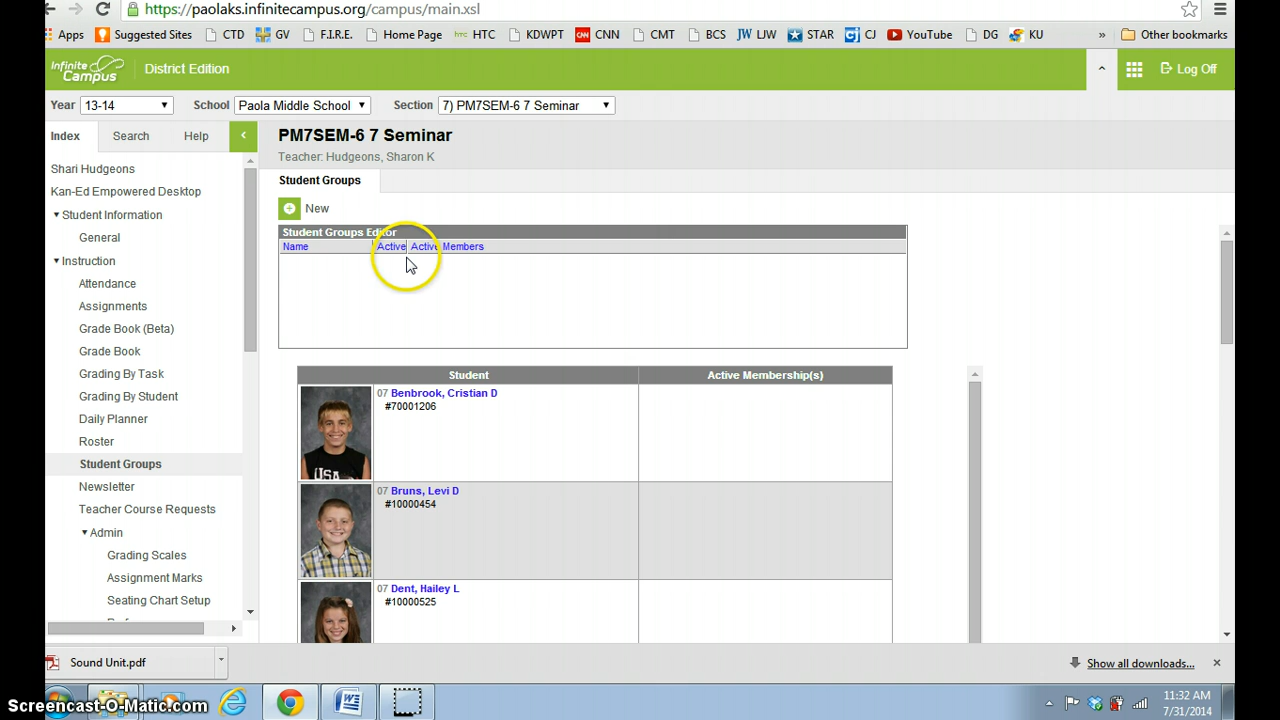 https://paolaks.infinitecampus.org/campus/main.xsl
Apps Suggested Sites CTD GV F.I.R.E. Home Page HTC KDWPT CNN CMT BCS LJW STAR CJ YouTube DG KU » Other bookmarks
Infinite Campus District Edition Log Off
Year 13-14 School Paola Middle School Section 7) PM7SEM-6 7 Seminar
Index Search Help
PM7SEM-6 7 Seminar
Teacher: Hudgeons, Sharon K
Shari Hudgeons
Kan-Ed Empowered Desktop
Student Information
General
Instruction
Attendance
Assignments
Grade Book (Beta)
Grade Book
Grading By Task
Grading By Student
Daily Planner
Roster
Student Groups
Newsletter
Teacher Course Requests
Admin
Grading Scales
Assignment Marks
Seating Chart Setup
Student Groups
New
Student Groups Editor
Name Active Active Members
Student Active Membership(s)
07 Benbrook, Cristian D
#70001206
07 Bruns, Levi D
#10000454
07 Dent, Hailey L
#10000525
Sound Unit.pdf Show all downloads...
11:32 AM
7/31/2014
Screencast-O-Matic.com